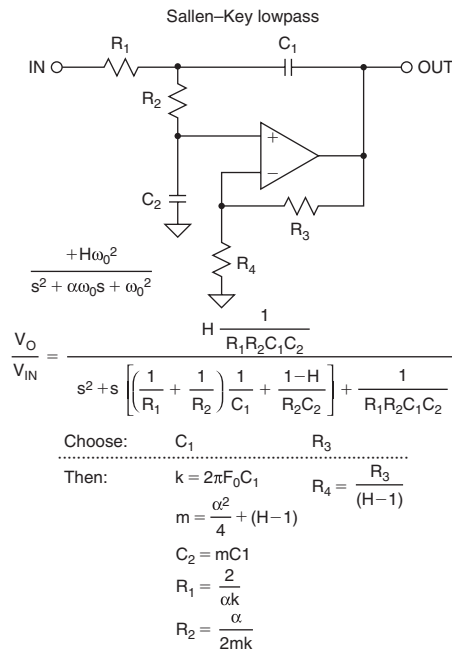 Sallen–Key lowpass
R1
C1
IN
OUT
R2
+
−
C2
R3
R4
+Hω0²
s² + αω0s + ω0²
VO
VIN
=
H 1
R1R2C1C2
s² + s [(1/R1 + 1/R2) 1/C1 + 1−H/R2C2] + 1/R1R2C1C2
Choose: C1 R3
Then: k = 2πF0C1 R4 = R3/(H−1)
m = α²/4 + (H−1)
C2 = mC1
R1 = 2/αk
R2 = α/2mk